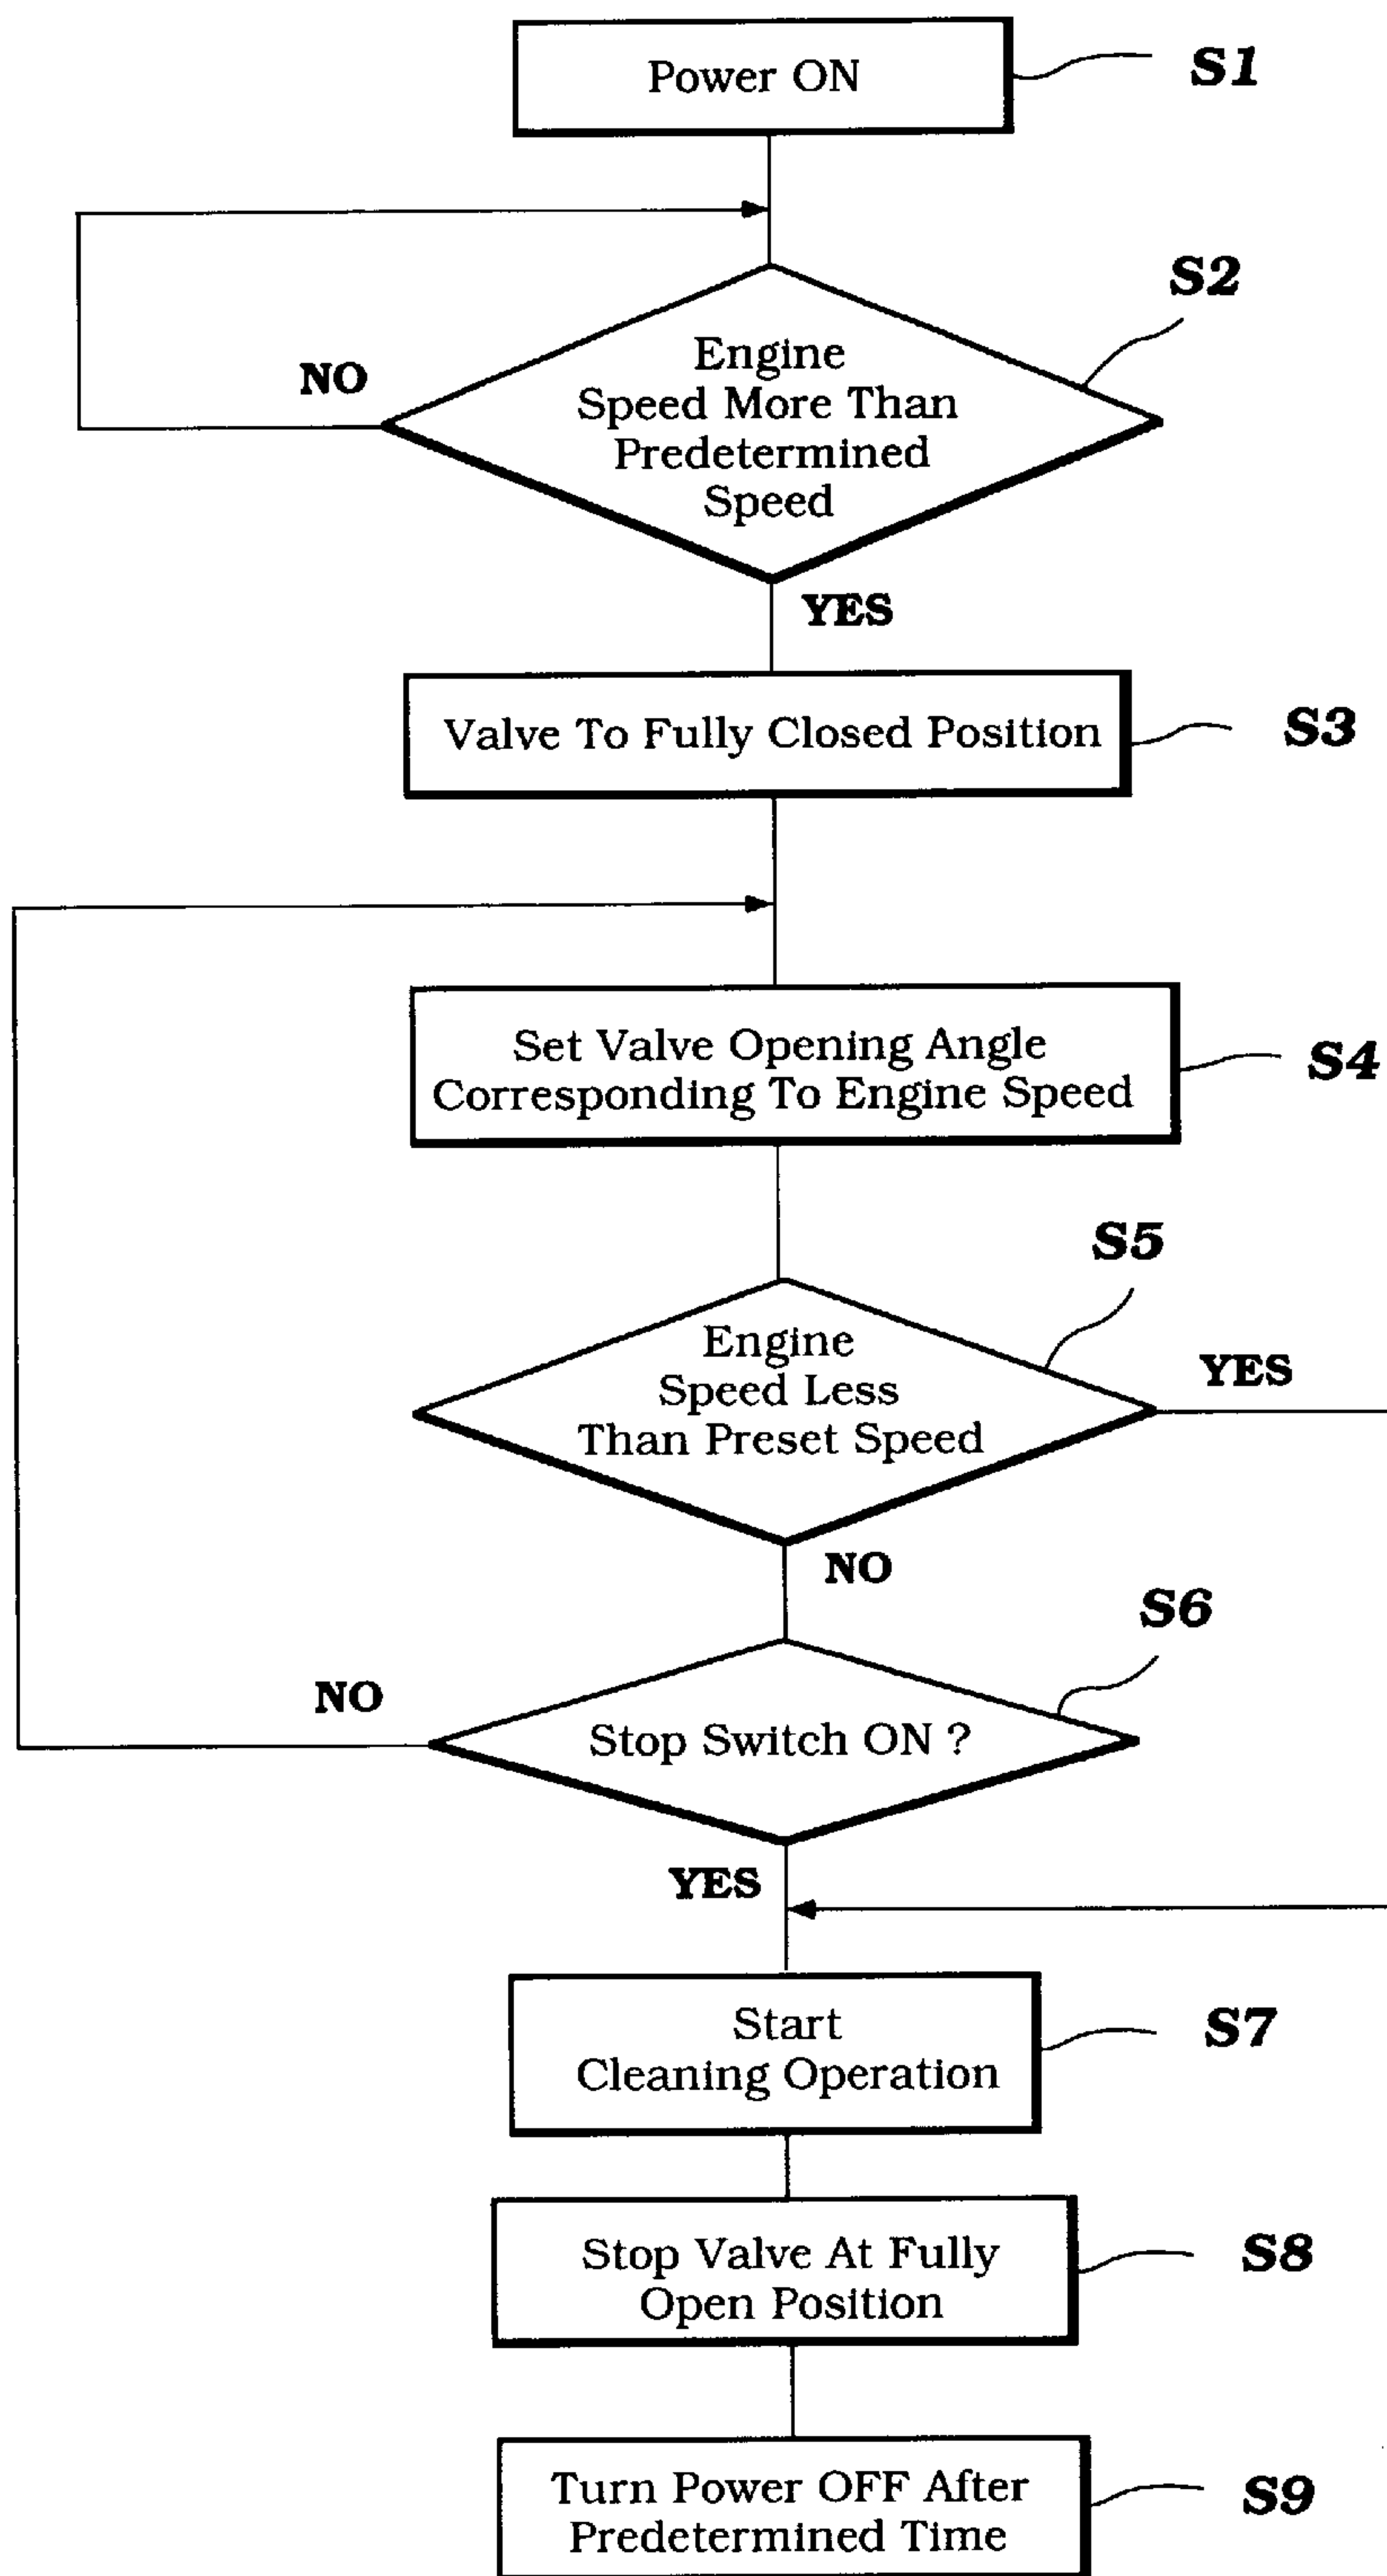 Power ON
S1
S2
Engine
Speed More Than
Predetermined
Speed
NO
YES
Valve To Fully Closed Position
S3
Set Valve Opening Angle
Corresponding To Engine Speed
S4
S5
Engine
Speed Less
Than Preset Speed
YES
NO
S6
Stop Switch ON ?
NO
YES
Start
Cleaning Operation
S7
Stop Valve At Fully
Open Position
S8
Turn Power OFF After
Predetermined Time
S9